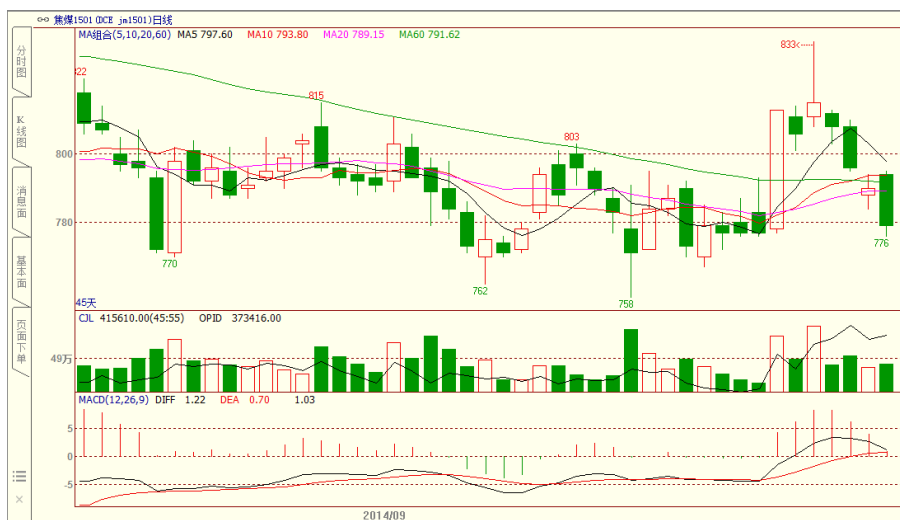 焦煤1501 (DCE jm1501)日线
MA组合(5,10,20,60) MA5 797.60 MA10 793.80 MA20 789.15 MA60 791.62
分时图
K线图
消息面
基本面
页面下单
22
815
803
833<
800
780
770
762
758
776
45天
CJL 415610.00(45:55) OPID 373416.00
49万
MACD(12,26,9) DIFF 1.22 DEA 0.70 1.03
5
0
-5
2014/09